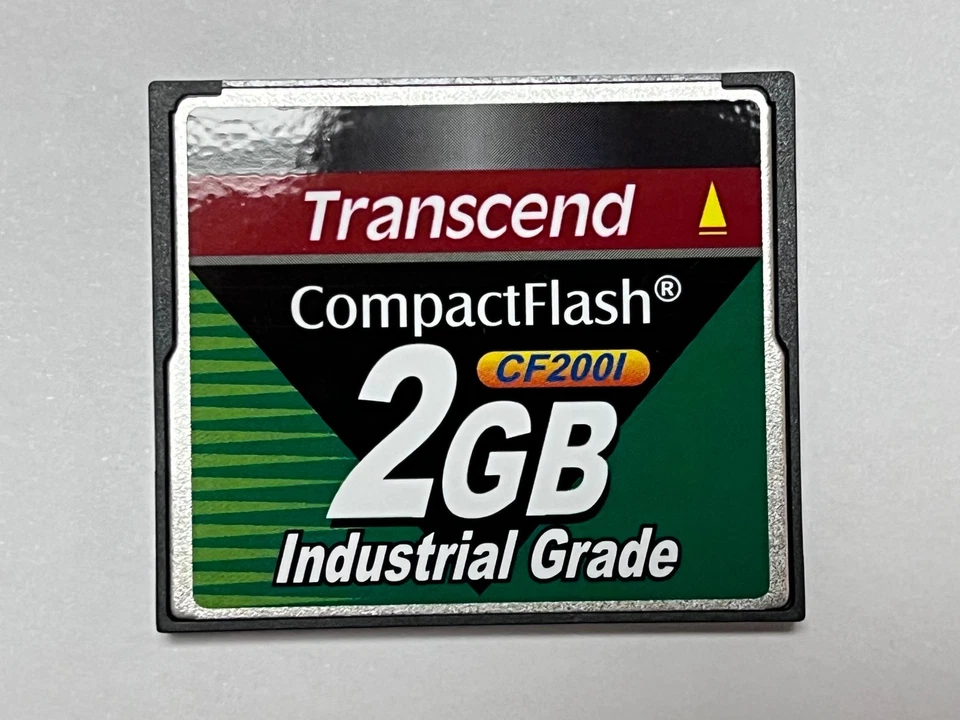 Transcend
CompactFlash®
CF200I
2GB
Industrial Grade